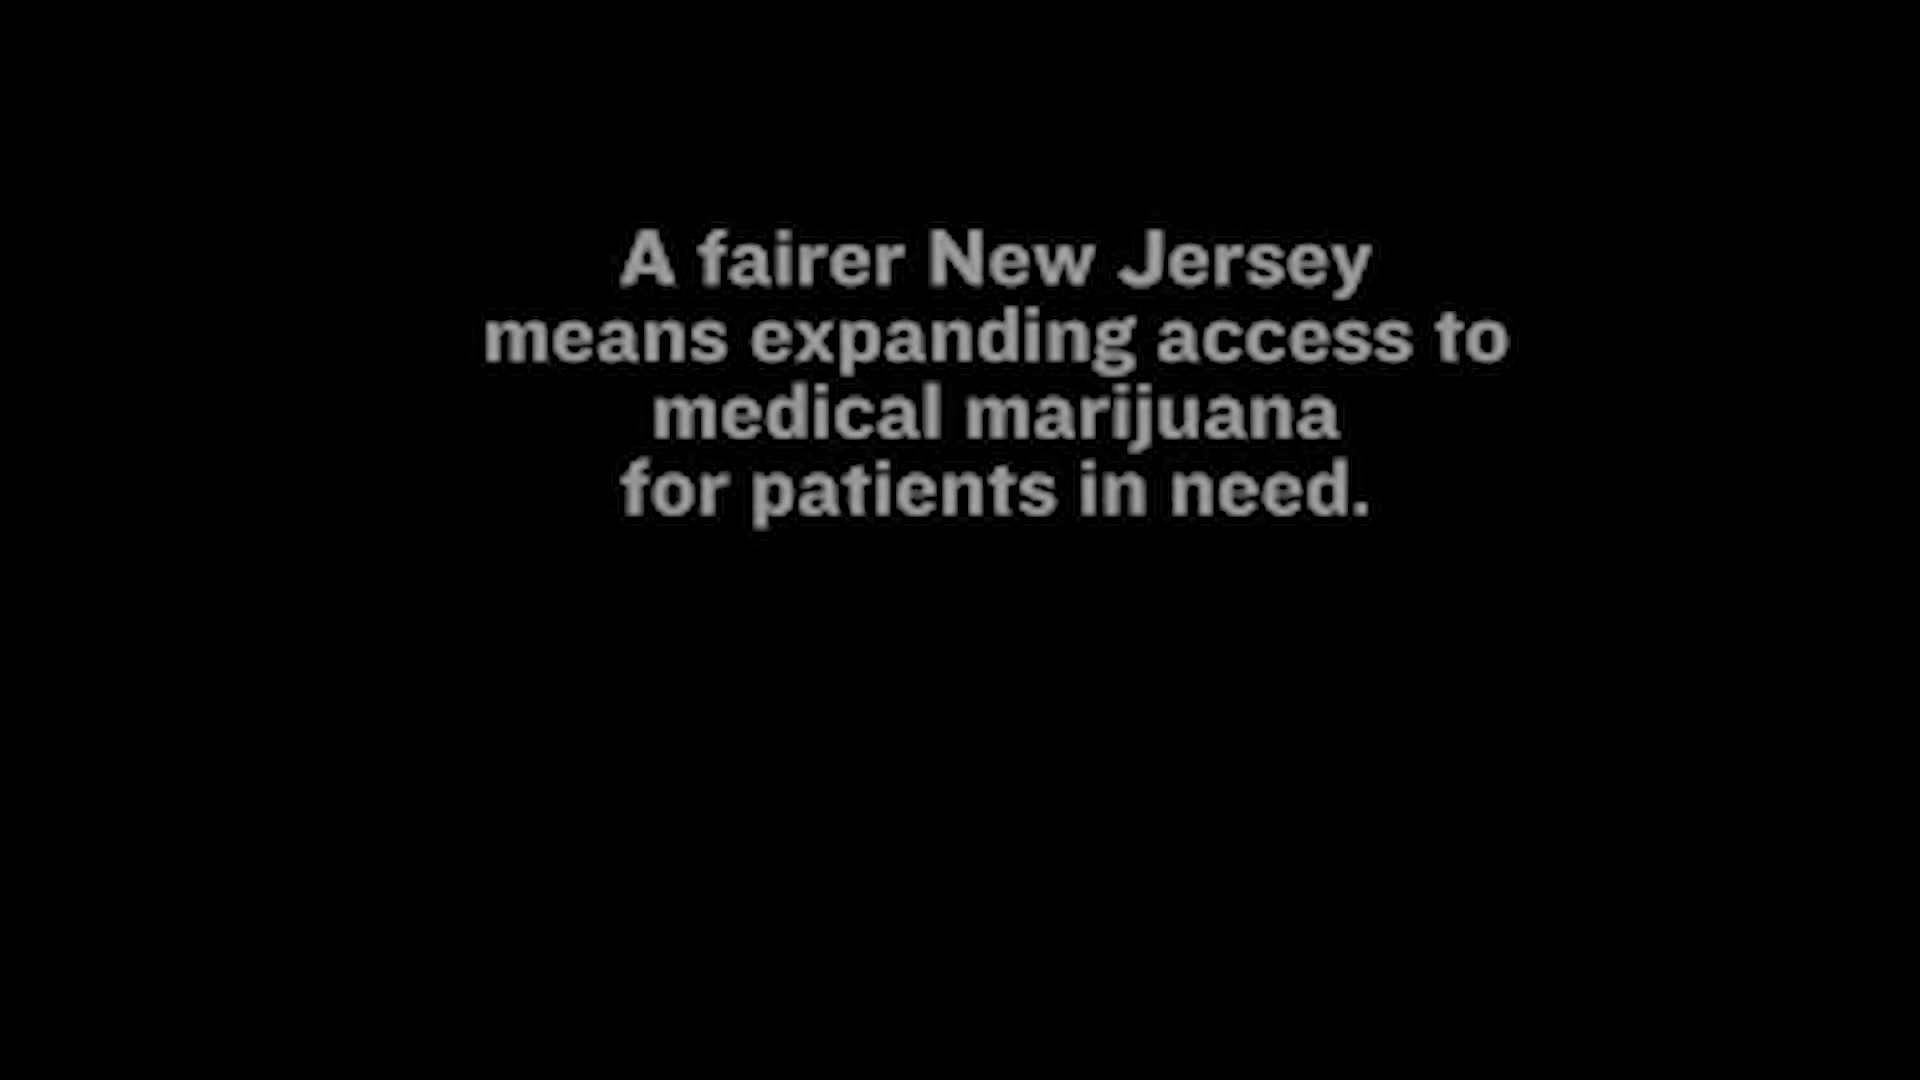 A fairer New Jersey
means expanding access to
medical marijuana
for patients in need.